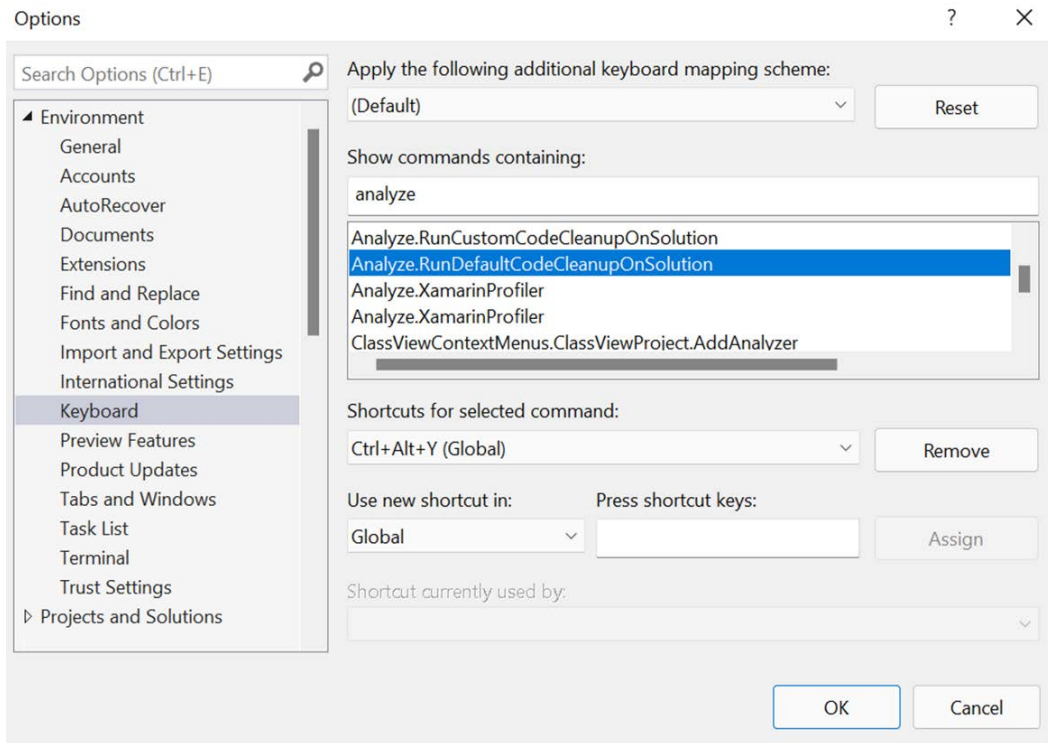 Options
?
Search Options (Ctrl+E)
Environment
General
Accounts
AutoRecover
Documents
Extensions
Find and Replace
Fonts and Colors
Import and Export Settings
International Settings
Keyboard
Preview Features
Product Updates
Tabs and Windows
Task List
Terminal
Trust Settings
Projects and Solutions
Apply the following additional keyboard mapping scheme:
(Default)
Reset
Show commands containing:
analyze
Analyze.RunCustomCodeCleanupOnSolution
Analyze.RunDefaultCodeCleanupOnSolution
Analyze.XamarinProfiler
Analyze.XamarinProfiler
ClassViewContextMenus.ClassViewProject.AddAnalyzer
Shortcuts for selected command:
Ctrl+Alt+Y (Global)
Remove
Use new shortcut in:
Press shortcut keys:
Global
Assign
Shortcut currently used by:
OK
Cancel